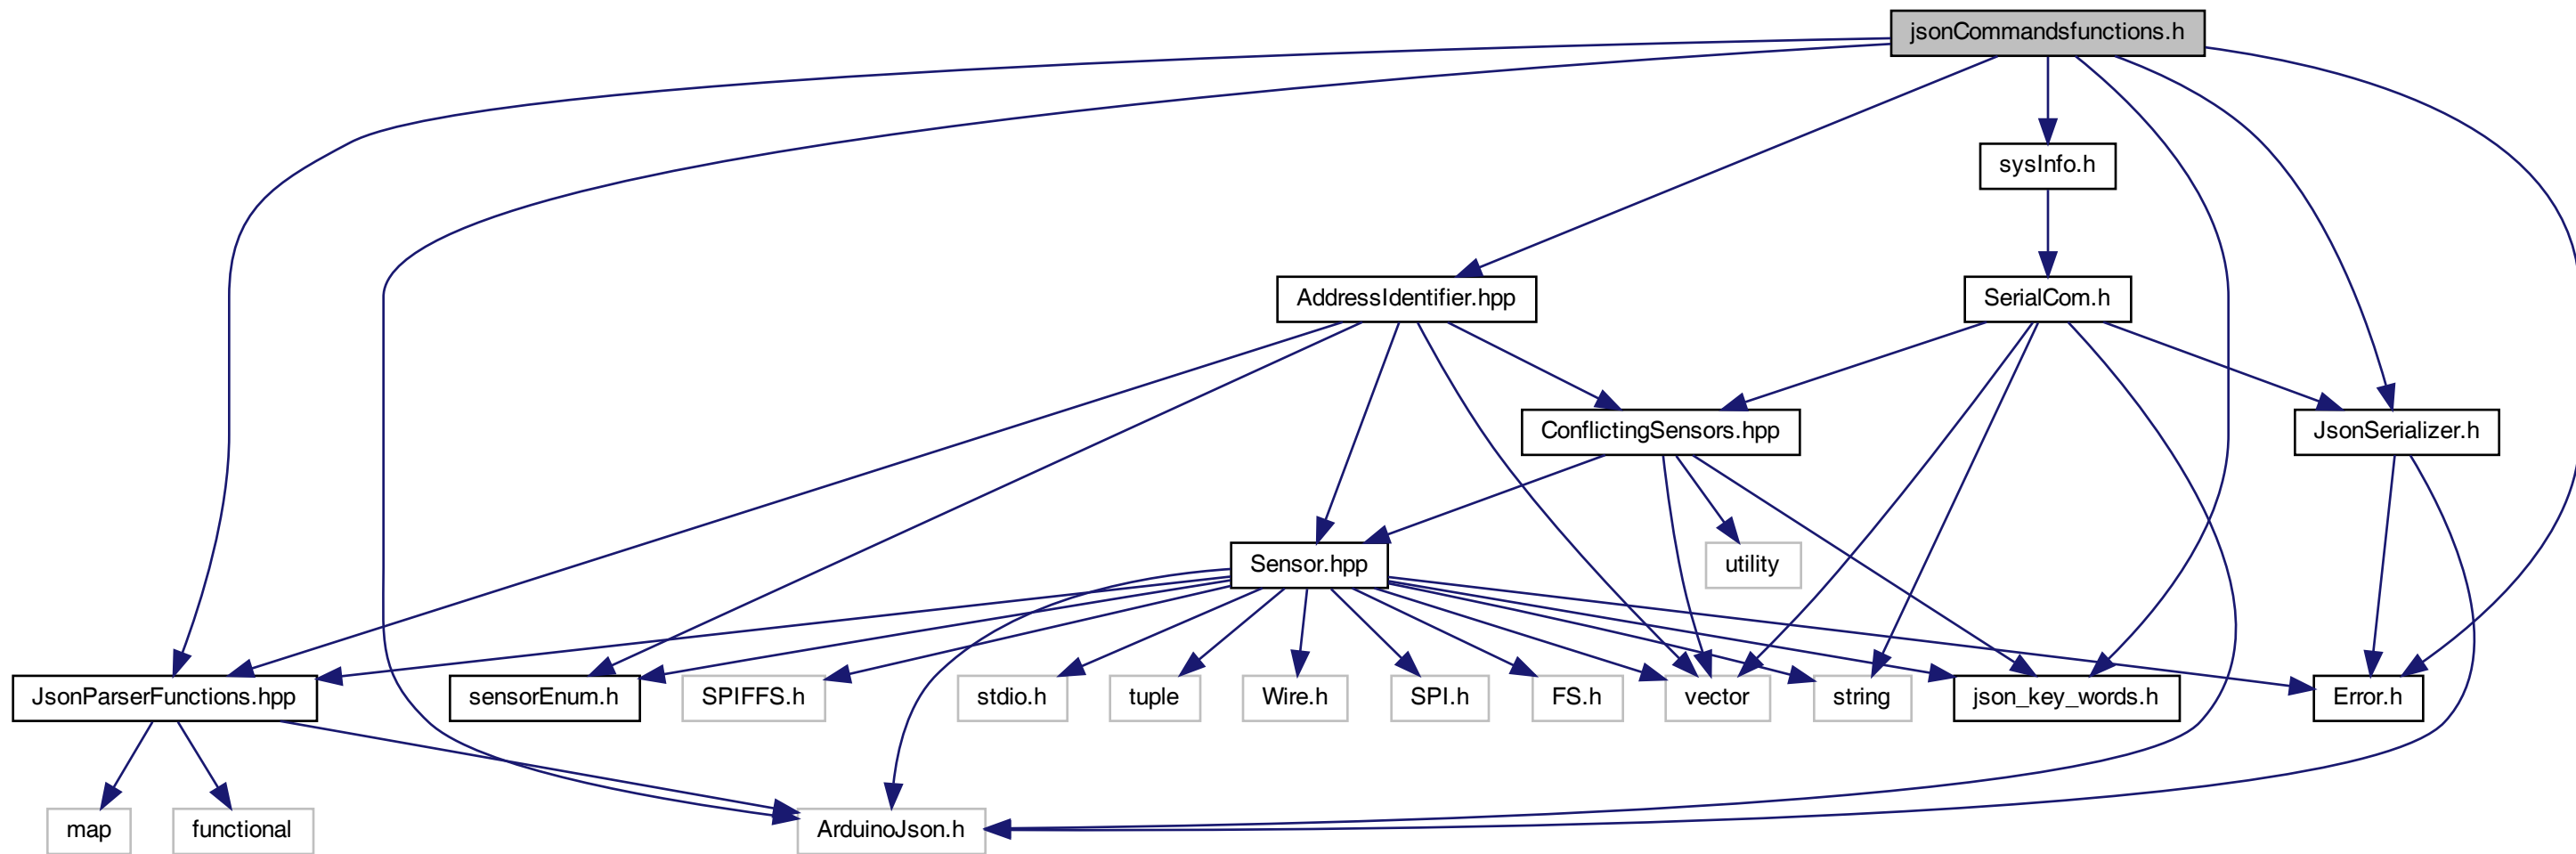 jsonCommandsfunctions.h
sysInfo.h
AddressIdentifier.hpp
SerialCom.h
ConflictingSensors.hpp
JsonSerializer.h
Sensor.hpp
utility
JsonParserFunctions.hpp
sensorEnum.h
SPIFFS.h
stdio.h
tuple
Wire.h
SPI.h
FS.h
vector
string
json_key_words.h
Error.h
map
functional
ArduinoJson.h